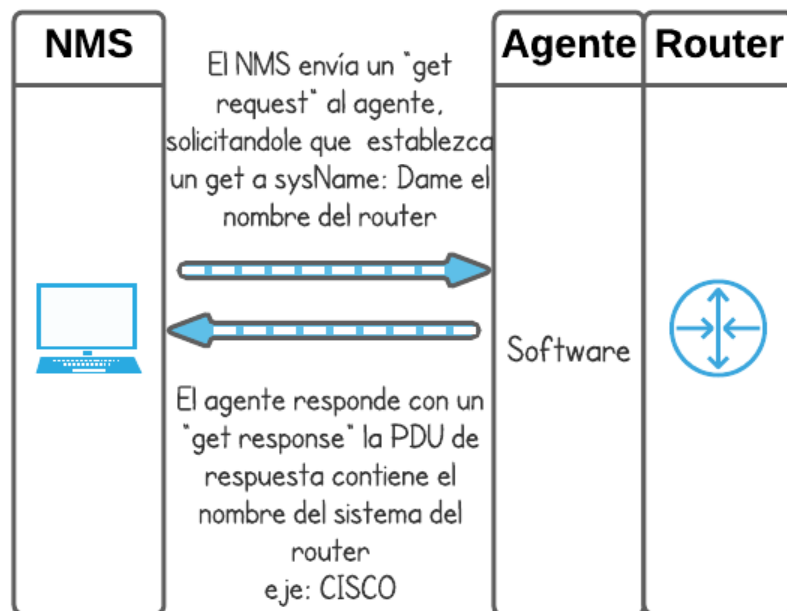 NMS
El NMS envía un "get
request" al agente,
solicitandole que establezca
un get a sysName: Dame el
nombre del router
El agente responde con un
"get response" la PDU de
respuesta contiene el
nombre del sistema del
router
eje: CISCO
Agente
Software
Router